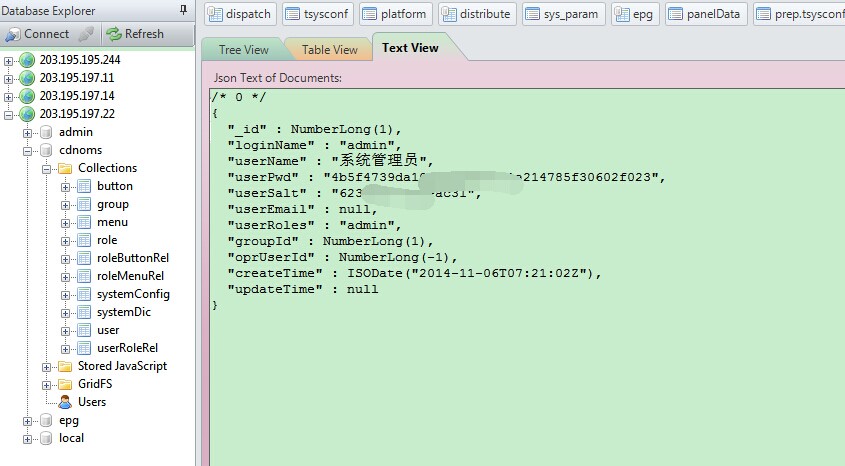 Database Explorer
Connect
Refresh
203.195.195.244
203.195.197.11
203.195.197.14
203.195.197.22
admin
cdnoms
Collections
button
group
menu
role
roleButtonRel
roleMenuRel
systemConfig
systemDic
user
userRoleRel
Stored JavaScript
GridFS
Users
epg
local
dispatch tsysconf platform distribute sys_param epg panelData prep.tsysconf
Tree View Table View Text View
Json Text of Documents:
/* 0 */
{
"_id" : NumberLong(1),
"loginName" : "admin",
"userName" : "系统管理员",
"userPwd" : "4b5f4739da1 214785f30602f023",
"userSalt" : "623 ac31",
"userEmail" : null,
"userRoles" : "admin",
"groupId" : NumberLong(1),
"oprUserId" : NumberLong(-1),
"createTime" : ISODate("2014-11-06T07:21:02Z"),
"updateTime" : null
}